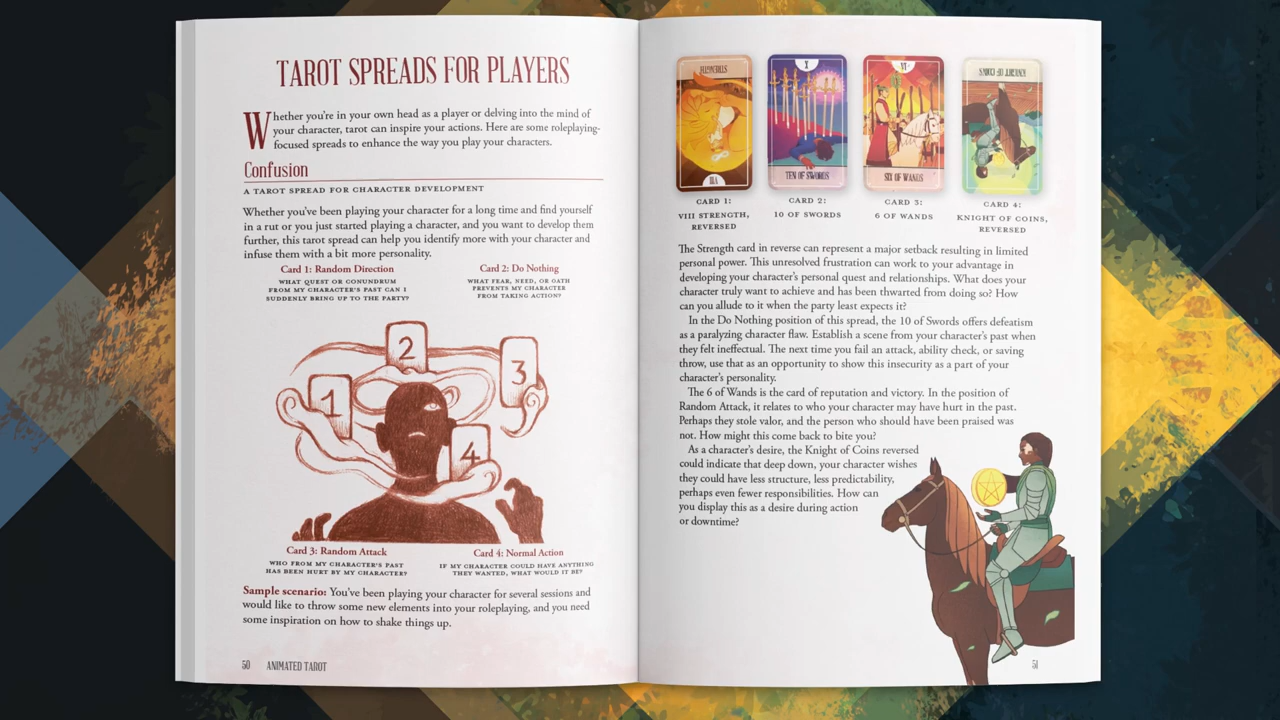 TAROT SPREADS FOR PLAYERS
Whether you're in your own head as a player or delving into the mind of
your character, tarot can inspire your actions. Here are some roleplaying-
focused spreads to enhance the way you play your characters.
Confusion
A TAROT SPREAD FOR CHARACTER DEVELOPMENT
Whether you've been playing your character for a long time and find yourself
in a rut or you just started playing a character, and you want to develop them
further, this tarot spread can help you identify more with your character and
infuse them with a bit more personality.
Card 1: Random Direction
WHAT QUEST OR CONUNDRUM
FROM MY CHARACTER'S PAST CAN I
SUDDENLY BRING UP TO THE PARTY?
Card 2: Do Nothing
WHAT FEAR, NEED, OR OATH
PREVENTS MY CHARACTER
FROM TAKING ACTION?
1
2
3
4
Card 3: Random Attack
WHO FROM MY CHARACTER'S PAST
HAS BEEN HURT BY MY CHARACTER?
Card 4: Normal Action
IF MY CHARACTER COULD HAVE ANYTHING
THEY WANTED, WHAT WOULD IT BE?
Sample scenario: You've been playing your character for several sessions and
would like to throw some new elements into your roleplaying, and you need
some inspiration on how to shake things up.
50 ANIMATED TAROT
STRENGTH
VIII
X
TEN OF SWORDS
VI
SIX OF WANDS
KNIGHT OF COINS
CARD 1:
VIII STRENGTH,
REVERSED
CARD 2:
10 OF SWORDS
CARD 3:
6 OF WANDS
CARD 4:
KNIGHT OF COINS,
REVERSED
The Strength card in reverse can represent a major setback resulting in limited
personal power. This unresolved frustration can work to your advantage in
developing your character's personal quest and relationships. What does your
character truly want to achieve and has been thwarted from doing so? How
can you allude to it when the party least expects it?
In the Do Nothing position of this spread, the 10 of Swords offers defeatism
as a paralyzing character flaw. Establish a scene from your character's past when
they felt ineffectual. The next time you fail an attack, ability check, or saving
throw, use that as an opportunity to show this insecurity as a part of your
character's personality.
The 6 of Wands is the card of reputation and victory. In the position of
Random Attack, it relates to who your character may have hurt in the past.
Perhaps they stole valor, and the person who should have been praised was
not. How might this come back to bite you?
As a character's desire, the Knight of Coins reversed
could indicate that deep down, your character wishes
they could have less structure, less predictability,
perhaps even fewer responsibilities. How can
you display this as a desire during action
or downtime?
51